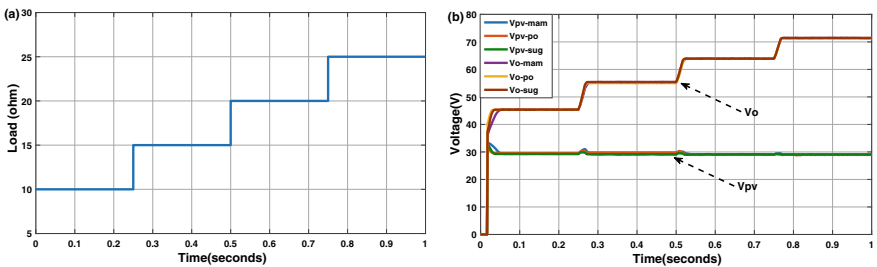 (a)
30
25
20
15
10
5
Load (ohm)
0
0.1
0.2
0.3
0.4
0.5
0.6
0.7
0.8
0.9
1
Time(seconds)
(b)
80
70
60
50
40
30
20
10
0
Voltage(V)
Vpv-mam
Vpv-po
Vpv-sug
Vo-mam
Vo-po
Vo-sug
Vo
Vpv
0
0.1
0.2
0.3
0.4
0.5
0.6
0.7
0.8
0.9
1
Time(seconds)